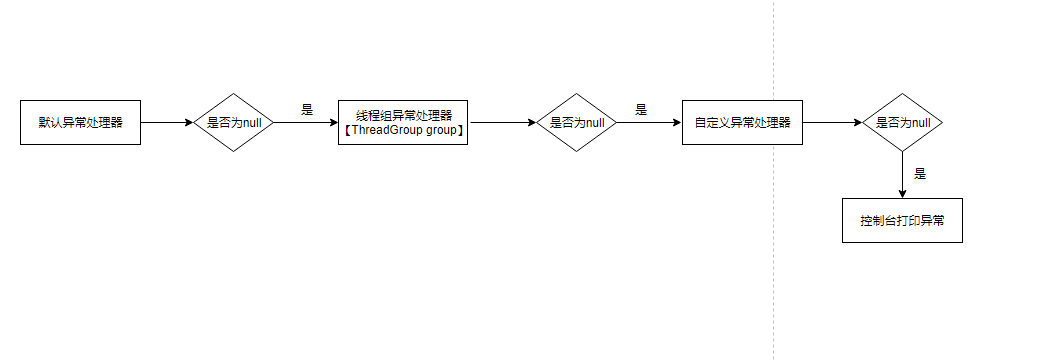 默认异常处理器
是否为null
是
线程组异常处理器
【ThreadGroup group】
是否为null
是
自定义异常处理器
是否为null
是
控制台打印异常